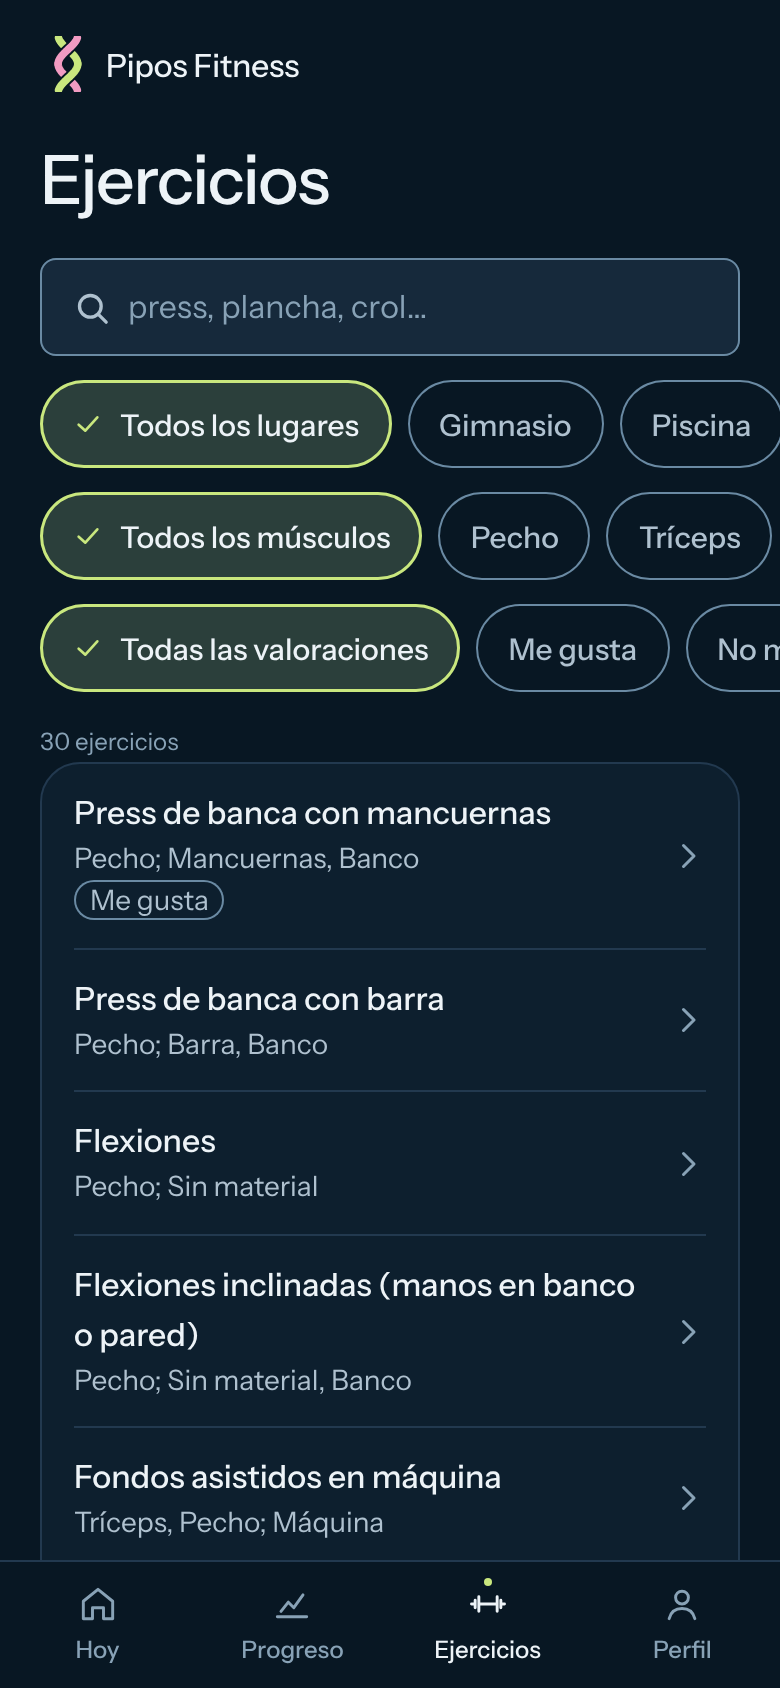 Pipos Fitness
Ejercicios
press, plancha, crol...
Todos los lugares
Gimnasio
Piscina
Todos los músculos
Pecho
Tríceps
Todas las valoraciones
Me gusta
No
30 ejercicios
Press de banca con mancuernas
Pecho; Mancuernas, Banco
Me gusta
Press de banca con barra
Pecho; Barra, Banco
Flexiones
Pecho; Sin material
Flexiones inclinadas (manos en banco
o pared)
Pecho; Sin material, Banco
Fondos asistidos en máquina
Tríceps, Pecho; Máquina
Hoy
Progreso
Ejercicios
Perfil